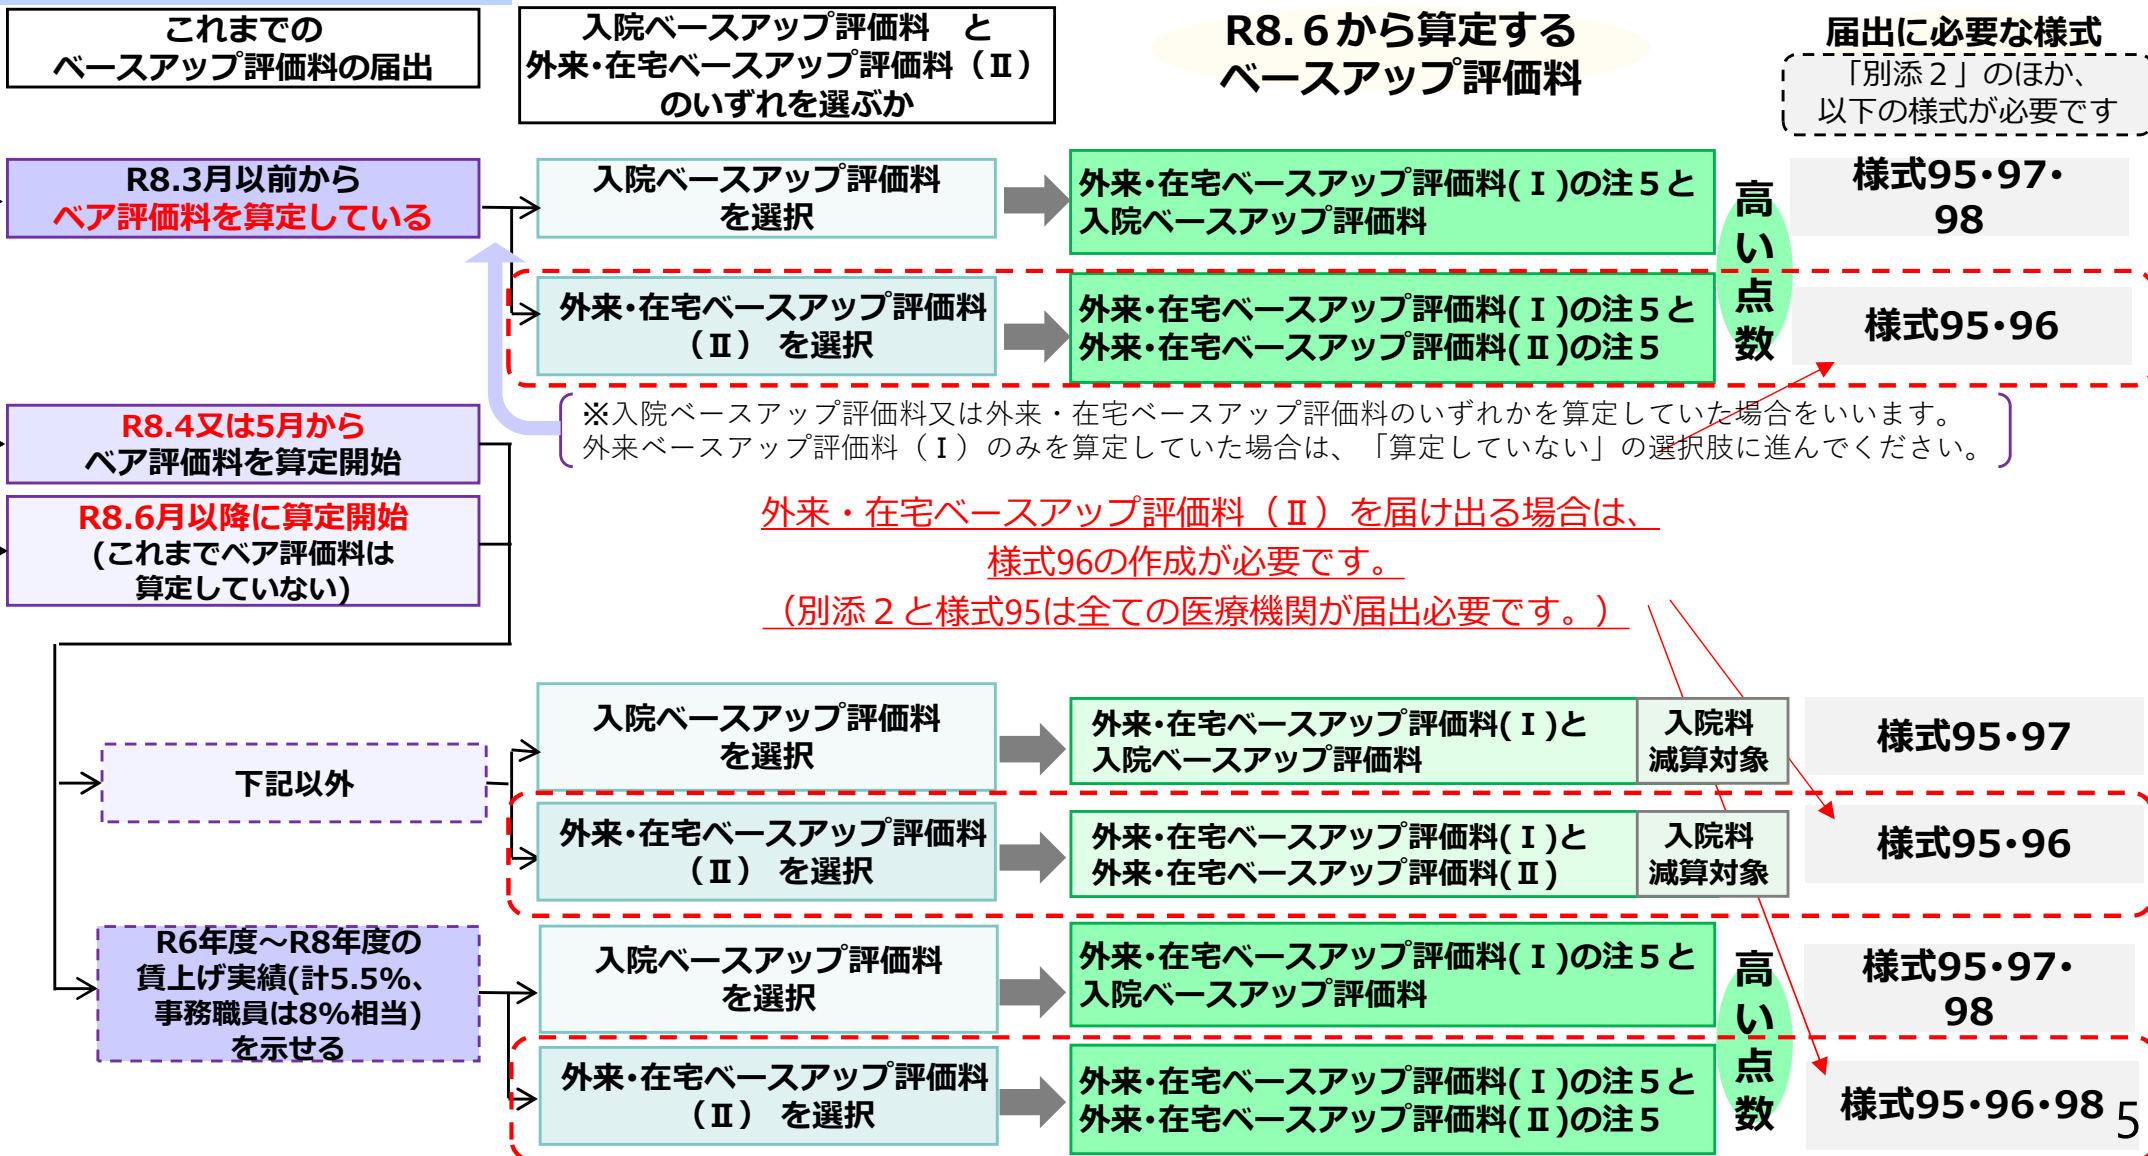 これまでの
ベースアップ評価料の届出
入院ベースアップ評価料　と
外来・在宅ベースアップ評価料（Ⅱ）
のいずれを選ぶか
R8.６から算定する
ベースアップ評価料
届出に必要な様式
「別添２」のほか、
以下の様式が必要です
R8.3月以前から
ベア評価料を算定している
入院ベースアップ評価料
を選択
外来・在宅ベースアップ評価料(Ⅰ)の注５と
入院ベースアップ評価料
高い点数
様式95・97・
98
外来・在宅ベースアップ評価料
（Ⅱ） を選択
外来・在宅ベースアップ評価料(Ⅰ)の注５と
外来・在宅ベースアップ評価料(Ⅱ)の注５
様式95・96
※入院ベースアップ評価料又は外来・在宅ベースアップ評価料のいずれかを算定していた場合をいいます。
外来ベースアップ評価料（Ⅰ）のみを算定していた場合は、「算定していない」の選択肢に進んでください。
R8.4又は5月から
ベア評価料を算定開始
R8.6月以降に算定開始
(これまでベア評価料は
算定していない)
外来・在宅ベースアップ評価料（Ⅱ）を届け出る場合は、
様式96の作成が必要です。
（別添２と様式95は全ての医療機関が届出必要です。）
下記以外
入院ベースアップ評価料
を選択
外来・在宅ベースアップ評価料(Ⅰ)と
入院ベースアップ評価料
入院料
減算対象
様式95・97
外来・在宅ベースアップ評価料
（Ⅱ） を選択
外来・在宅ベースアップ評価料(Ⅰ)と
外来・在宅ベースアップ評価料(Ⅱ)
入院料
減算対象
様式95・96
R6年度～R8年度の
賃上げ実績(計5.5%、
事務職員は8%相当)
を示せる
入院ベースアップ評価料
を選択
外来・在宅ベースアップ評価料(Ⅰ)の注５と
入院ベースアップ評価料
高い点数
様式95・97・
98
外来・在宅ベースアップ評価料
（Ⅱ） を選択
外来・在宅ベースアップ評価料(Ⅰ)の注５と
外来・在宅ベースアップ評価料(Ⅱ)の注５
様式95・96・98
5